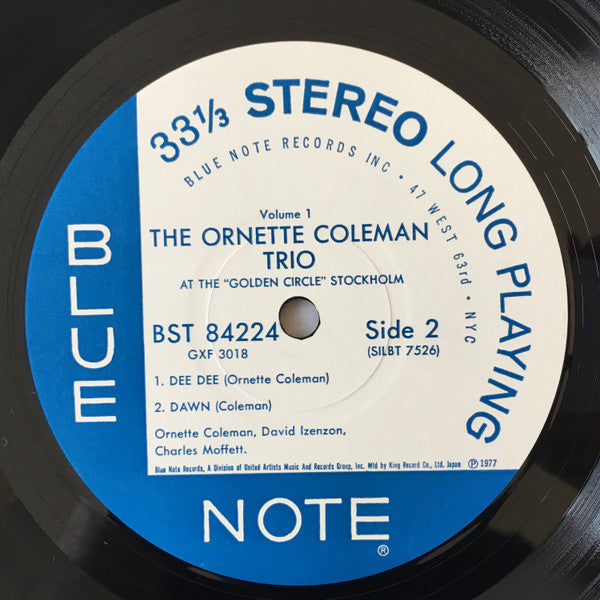 33⅓ STEREO LONG PLAYING
BLUE NOTE RECORDS INC • 47 WEST 63rd • NYC
Volume 1
THE ORNETTE COLEMAN
TRIO
AT THE "GOLDEN CIRCLE" STOCKHOLM
BST 84224 Side 2
GXF 3018 (SILBT 7526)
1. DEE DEE (Ornette Coleman)
2. DAWN (Coleman)
Ornette Coleman, David Izenzon,
Charles Moffett.
Blue Note Records, A Division of United Artists Music And Records Group, Inc. Mfd by King Record Co., Ltd. Japan ℗ 1977
BLUE
NOTE®